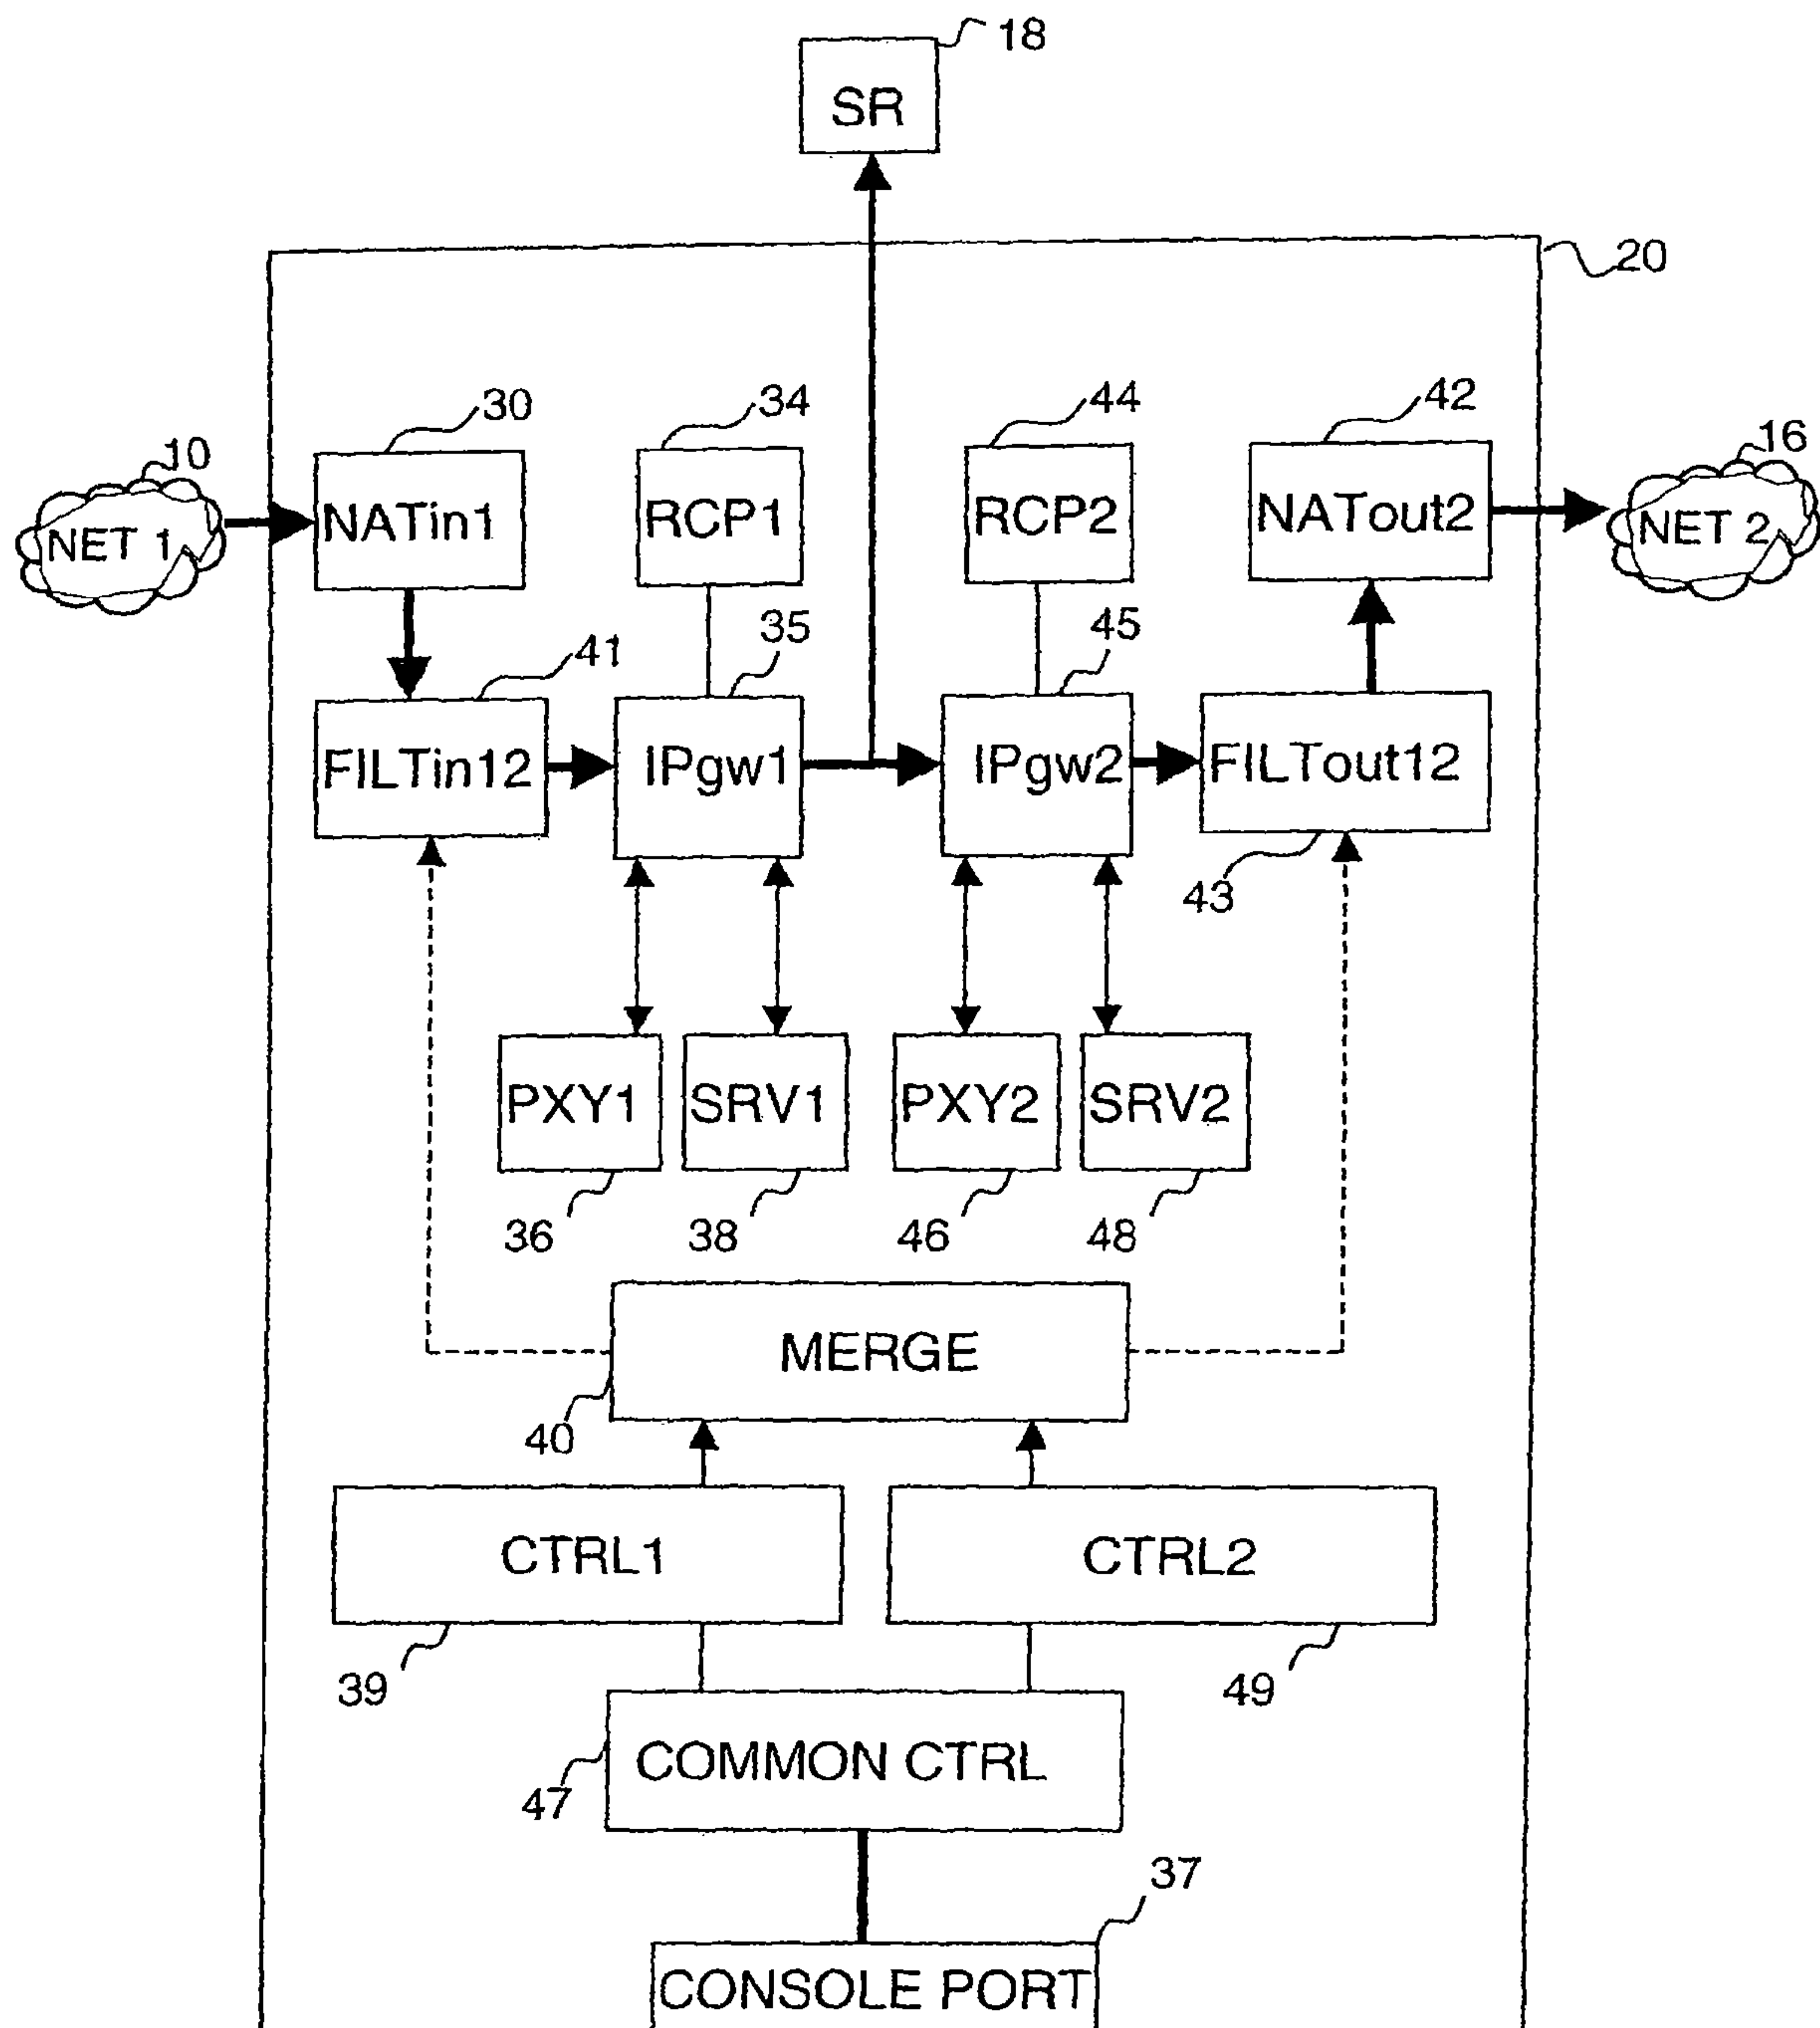 18
SR
20
30
34
44
42
10
16
NATin1
RCP1
RCP2
NATout2
NET 1
NET 2
35
45
41
FILTin12
IPgw1
IPgw2
FILTout12
43
PXY1
SRV1
PXY2
SRV2
36
38
46
48
MERGE
40
CTRL1
CTRL2
39
49
COMMON CTRL
47
37
CONSOLE PORT